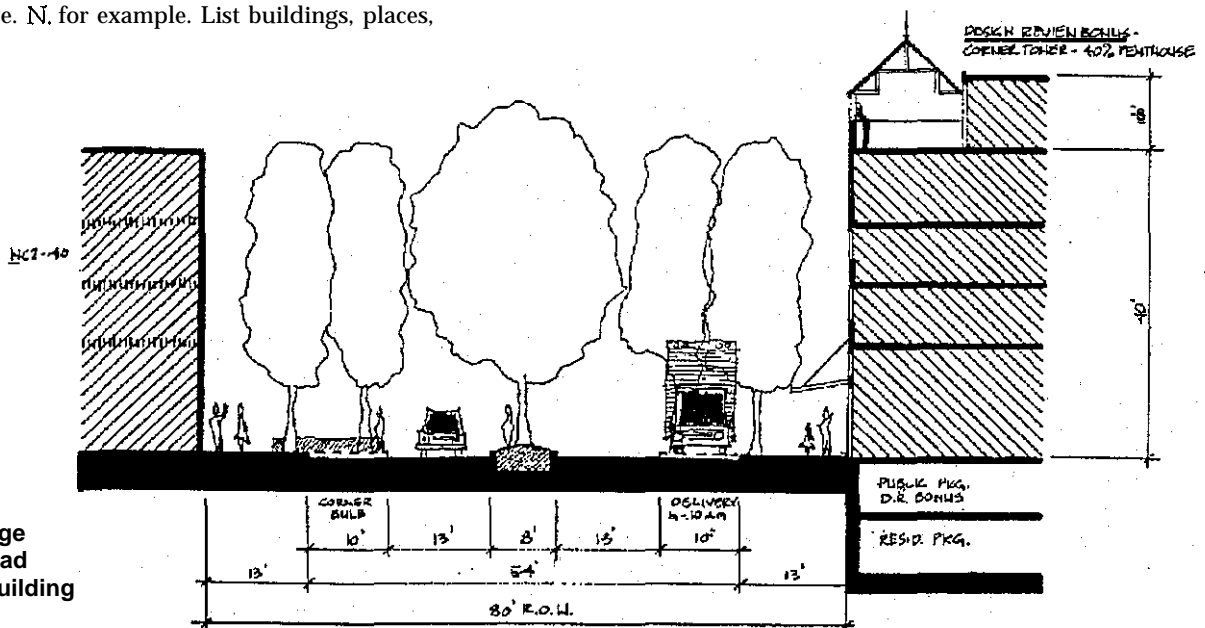 e. N. for example. List buildings, places,
DESIGN REVIEW BONUS -
CORNER TOWER - 40% PENTHOUSE
8'
NC2-40
40'
PUBLIC PKG.
D.R. BONUS
RESID. PKG.
CORNER
BULB
DELIVERY
10'
13'
8'
13'
10'
13'
54'
13'
80' R.O.W.
ge
ad
uilding